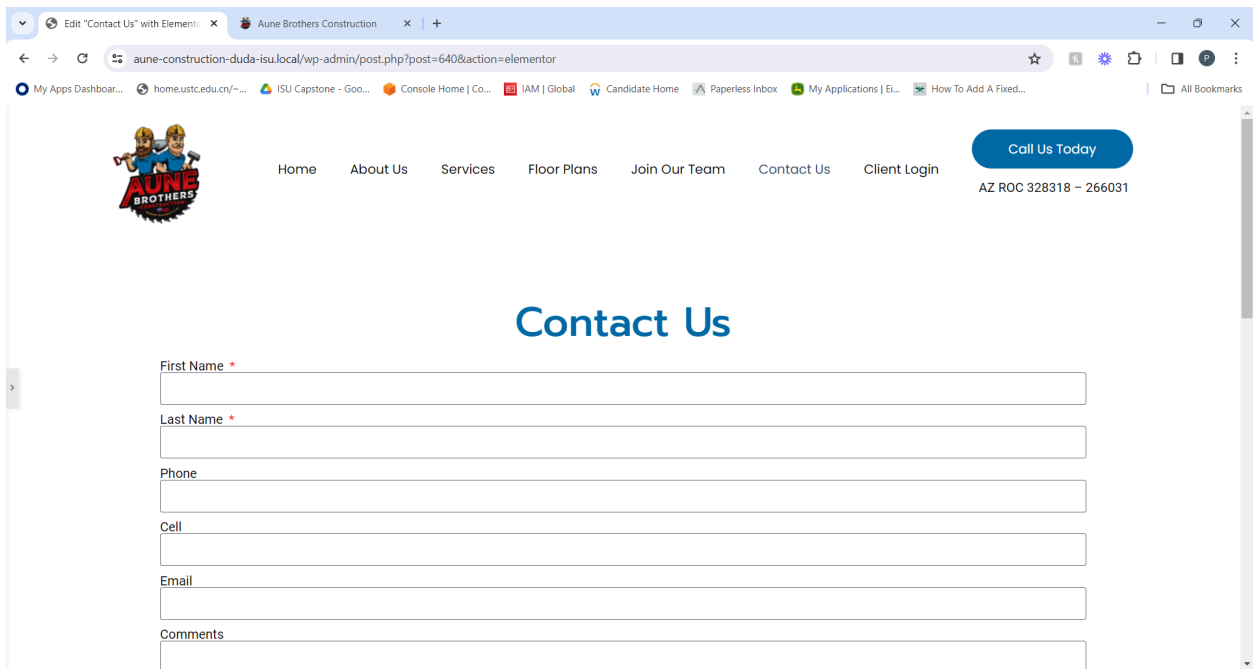 Edit "Contact Us" with Elemento
Aune Brothers Construction
aune-construction-duda-isu.local/wp-admin/post.php?post=640&action=elementor
My Apps Dashboar... home.ustc.edu.cn/~... ISU Capstone - Goo... Console Home | Co... IAM | Global Candidate Home Paperless Inbox My Applications | Ei... How To Add A Fixed... All Bookmarks
AUNE
BROTHERS
CONSTRUCTION
Home About Us Services Floor Plans Join Our Team Contact Us Client Login
Call Us Today
AZ ROC 328318 – 266031
Contact Us
First Name *
Last Name *
Phone
Cell
Email
Comments